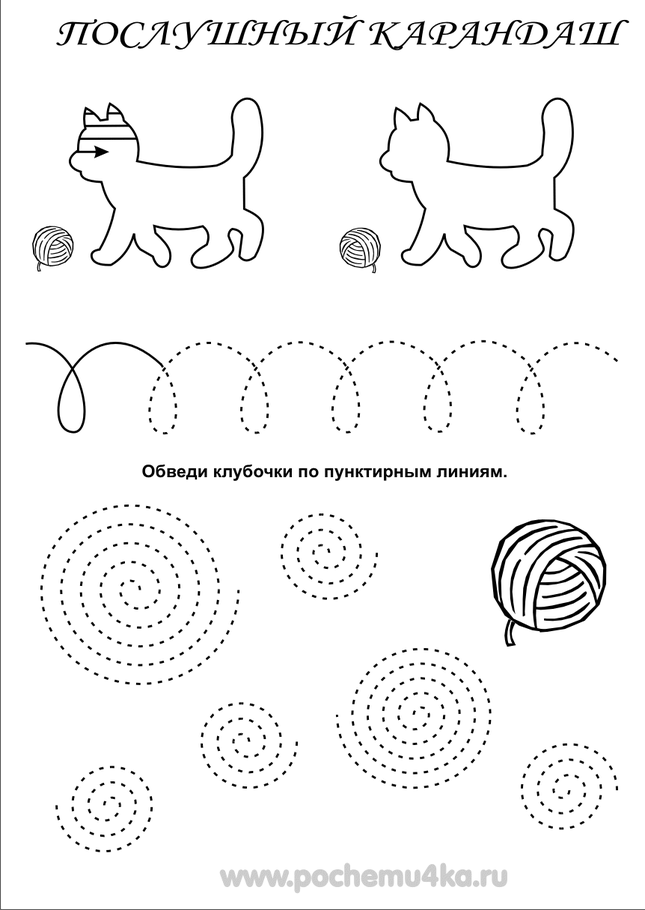 ПОСЛУШНЫЙ КАРАНДАШ
Обведи клубочки по пунктирным линиям.
www.pochemu4ka.ru